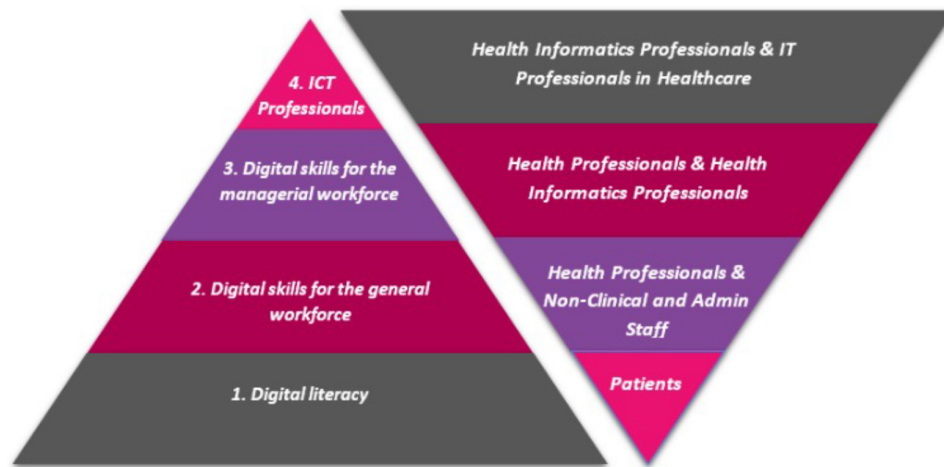 4. ICT
Professionals
3. Digital skills for the
managerial workforce
2. Digital skills for the general
workforce
1. Digital literacy
Health Informatics Professionals & IT
Professionals in Healthcare
Health Professionals & Health
Informatics Professionals
Health Professionals &
Non-Clinical and Admin
Staff
Patients